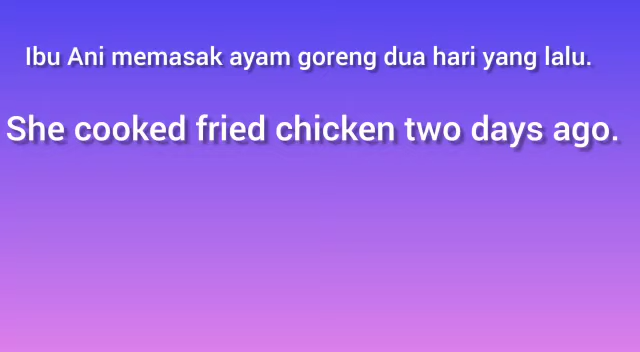 Ibu Ani memasak ayam goreng dua hari yang lalu.
She cooked fried chicken two days ago.